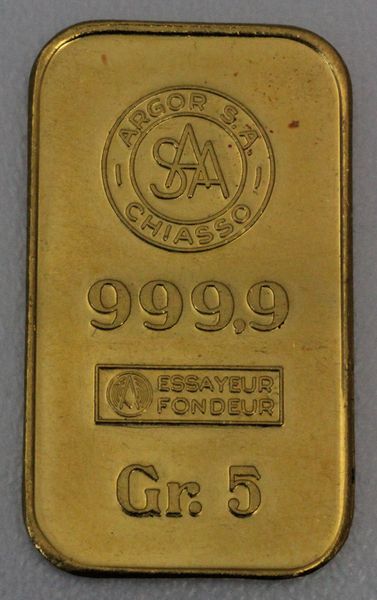 ARGOR S.A.
SAA
CHIASSO
999,9
ESSAYEUR
FONDEUR
Gr. 5